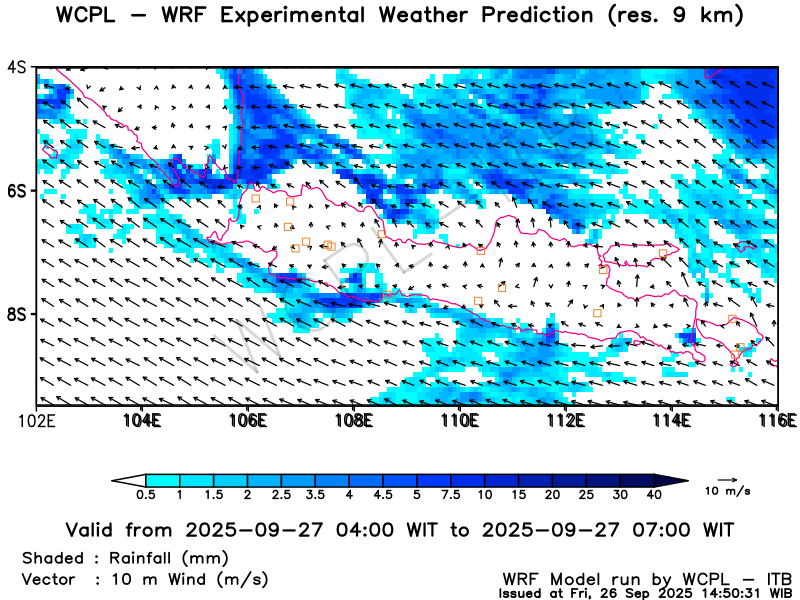 WCPL – WRF Experimental Weather Prediction (res. 9 km)
4S
6S
8S
102E 104E 106E 108E 110E 112E 114E 116E
WCPL
0.5 1 1.5 2 2.5 3.5 4 4.5 5 7.5 10 15 20 25 30 40
10 m/s
Valid from 2025-09-27 04:00 WIT to 2025-09-27 07:00 WIT
Shaded : Rainfall (mm)
Vector : 10 m Wind (m/s)
WRF Model run by WCPL – ITB
Issued at Fri, 26 Sep 2025 14:50:31 WIB